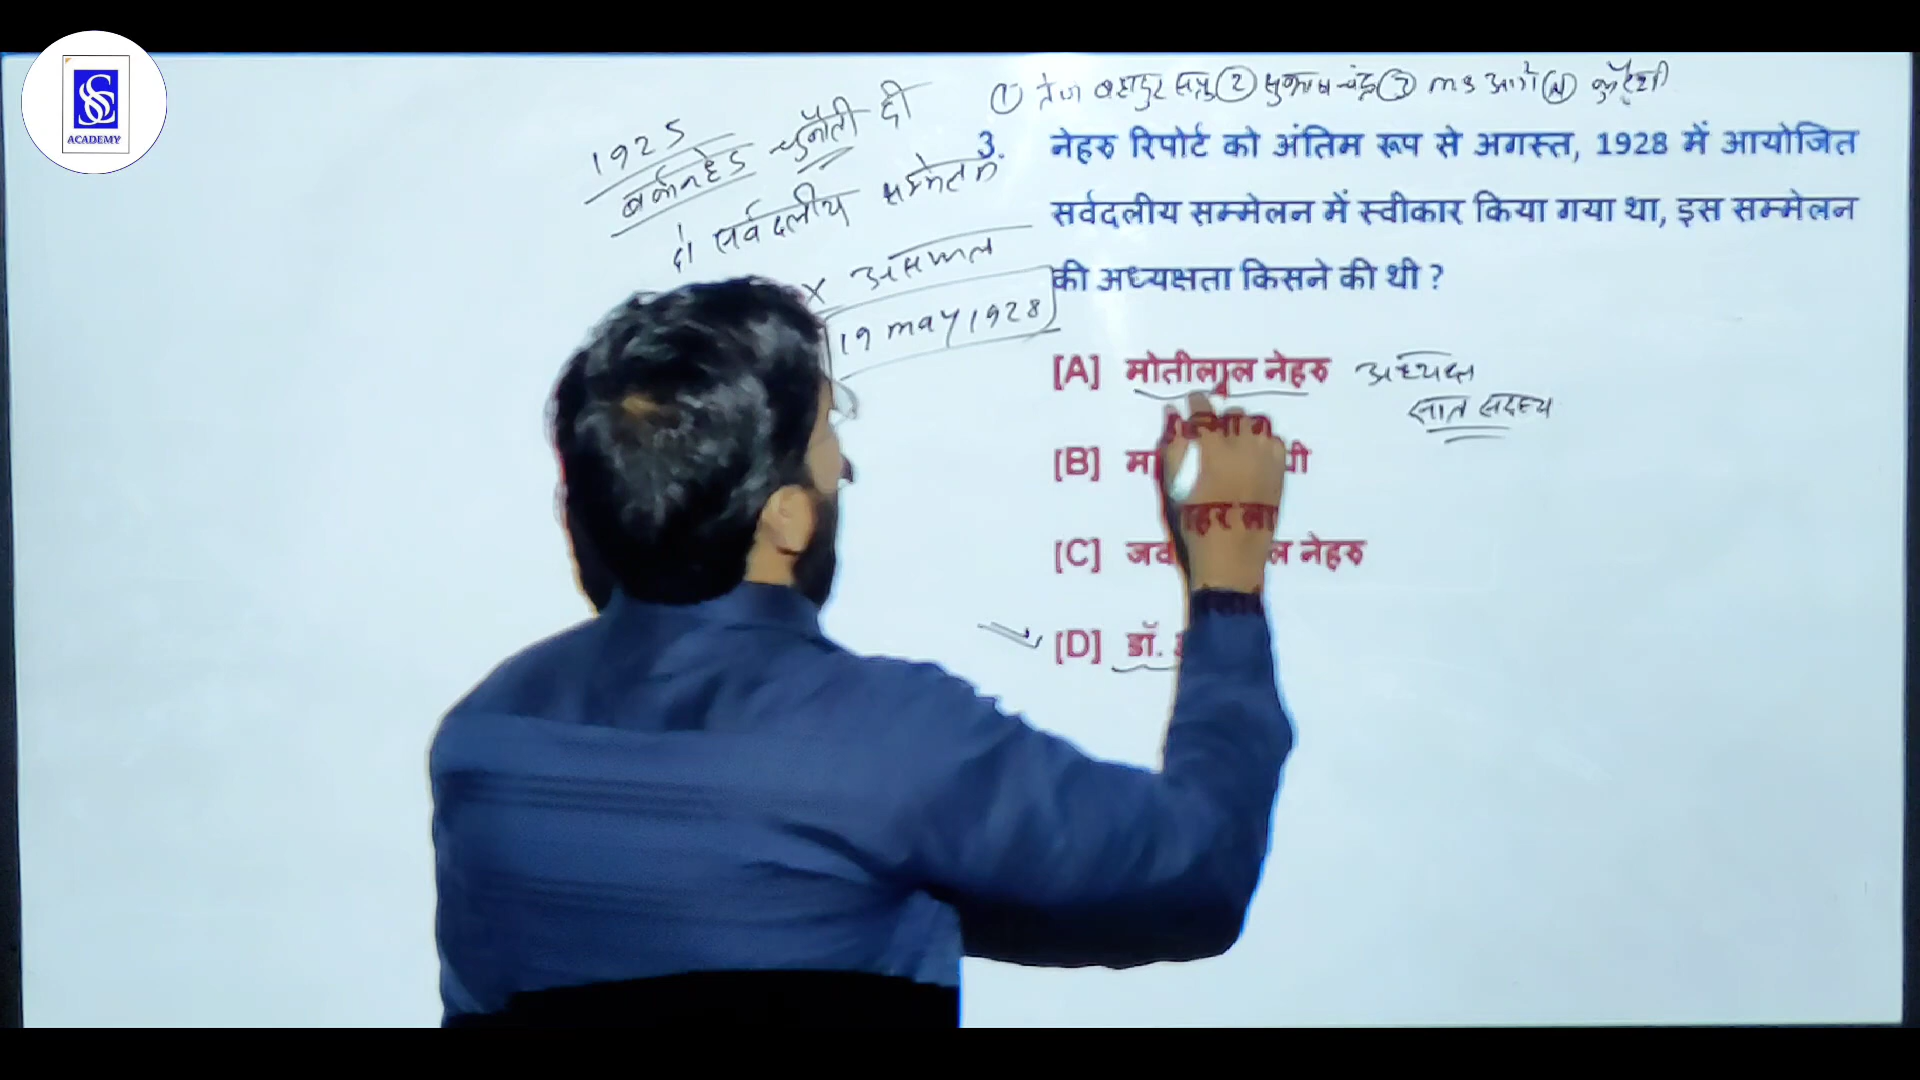 SSC
ACADEMY
1925
बर्कनहेड चुनौती दी
दो सर्वदलीय सम्मेलन
x असफल
19 may 1928
① तेज बहादुर सप्रु ② सुभाष चंद्र ③ ms आणे ④ कुरैशी
3. नेहरु रिपोर्ट को अंतिम रूप से अगस्त, 1928 में आयोजित
सर्वदलीय सम्मेलन में स्वीकार किया गया था, इस सम्मेलन
की अध्यक्षता किसने की थी ?
[A] मोतीलाल नेहरु अध्यक्ष
सात सदस्य
[B]
[C] नेहरु
[D] डॉ.